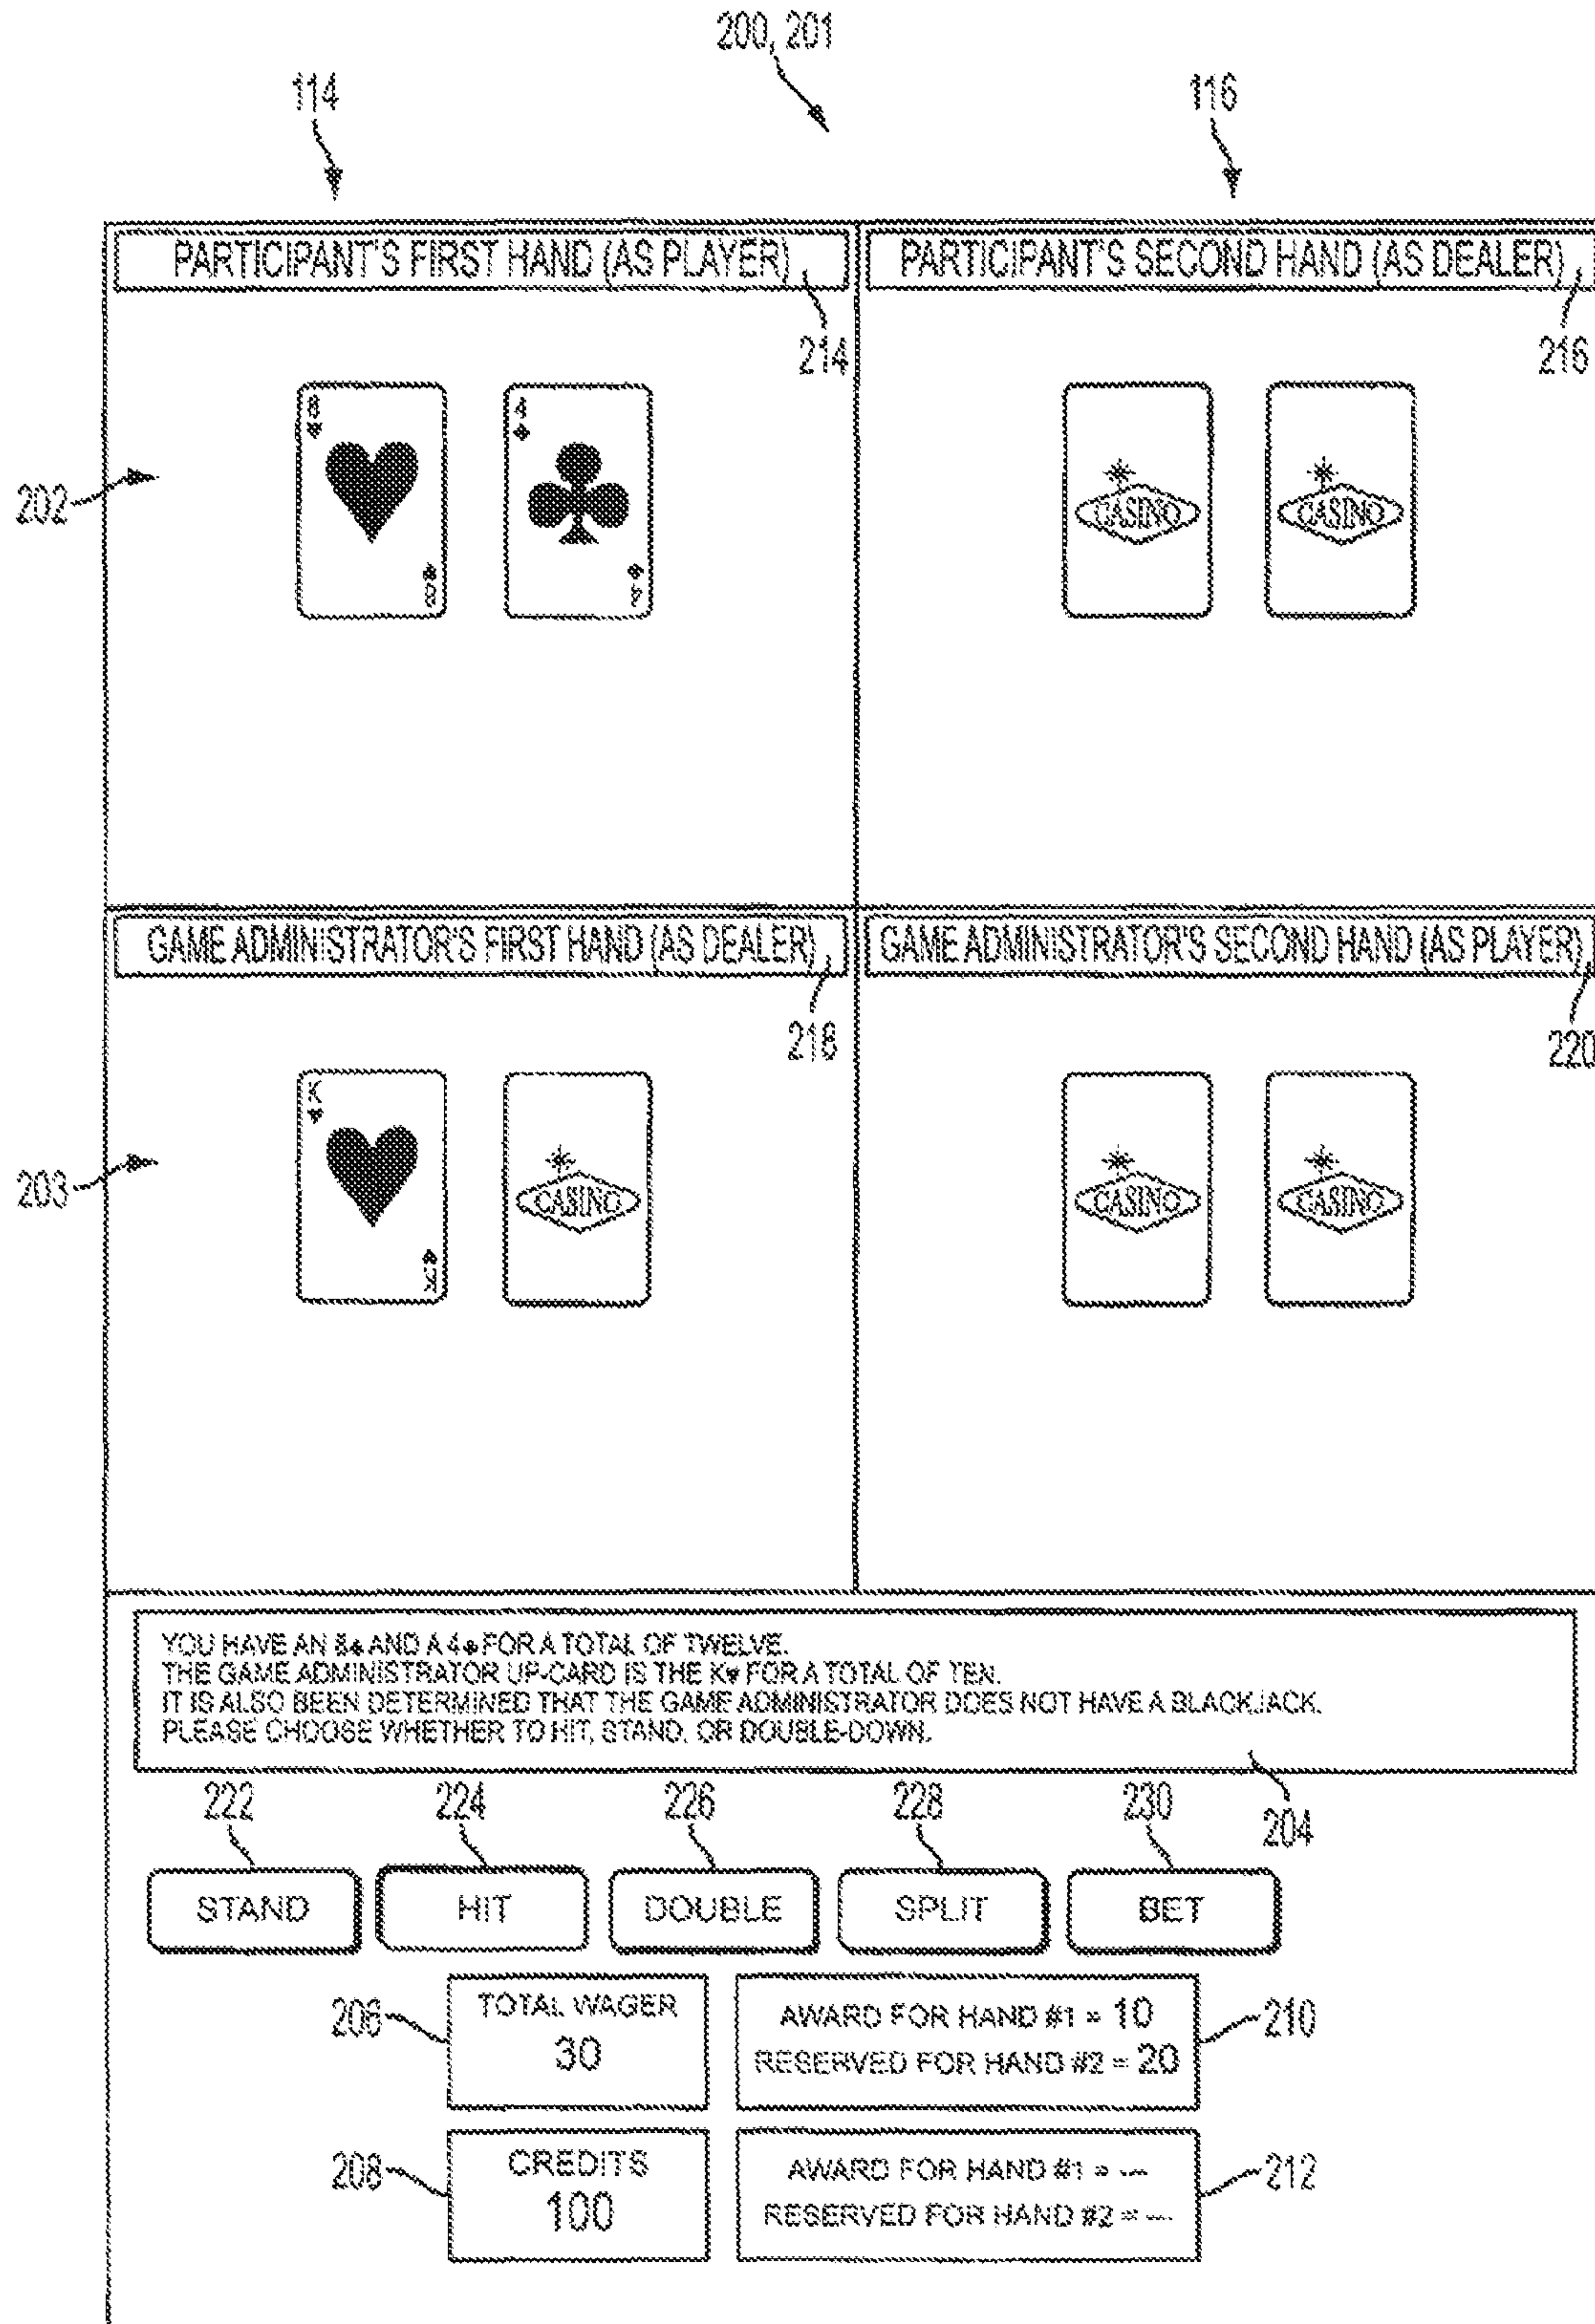 200, 201
114
116
PARTICIPANT'S FIRST HAND (AS PLAYER)
PARTICIPANT'S SECOND HAND (AS DEALER)
214
216
8
4
202
CASINO
CASINO
8
4
GAME ADMINISTRATOR'S FIRST HAND (AS DEALER)
GAME ADMINISTRATOR'S SECOND HAND (AS PLAYER)
218
220
K
203
CASINO
CASINO
CASINO
K
YOU HAVE AN 8♠ AND A 4♣ FOR A TOTAL OF TWELVE.
THE GAME ADMINISTRATOR UP-CARD IS THE K♥ FOR A TOTAL OF TEN.
IT IS ALSO BEEN DETERMINED THAT THE GAME ADMINISTRATOR DOES NOT HAVE A BLACKJACK.
PLEASE CHOOSE WHETHER TO HIT, STAND, OR DOUBLE-DOWN.
222
224
226
228
230
204
STAND
HIT
DOUBLE
SPLIT
BET
206
TOTAL WAGER
30
AWARD FOR HAND #1 = 10
RESERVED FOR HAND #2 = 20
210
208
CREDITS
100
AWARD FOR HAND #1 = ---
RESERVED FOR HAND #2 = ---
212